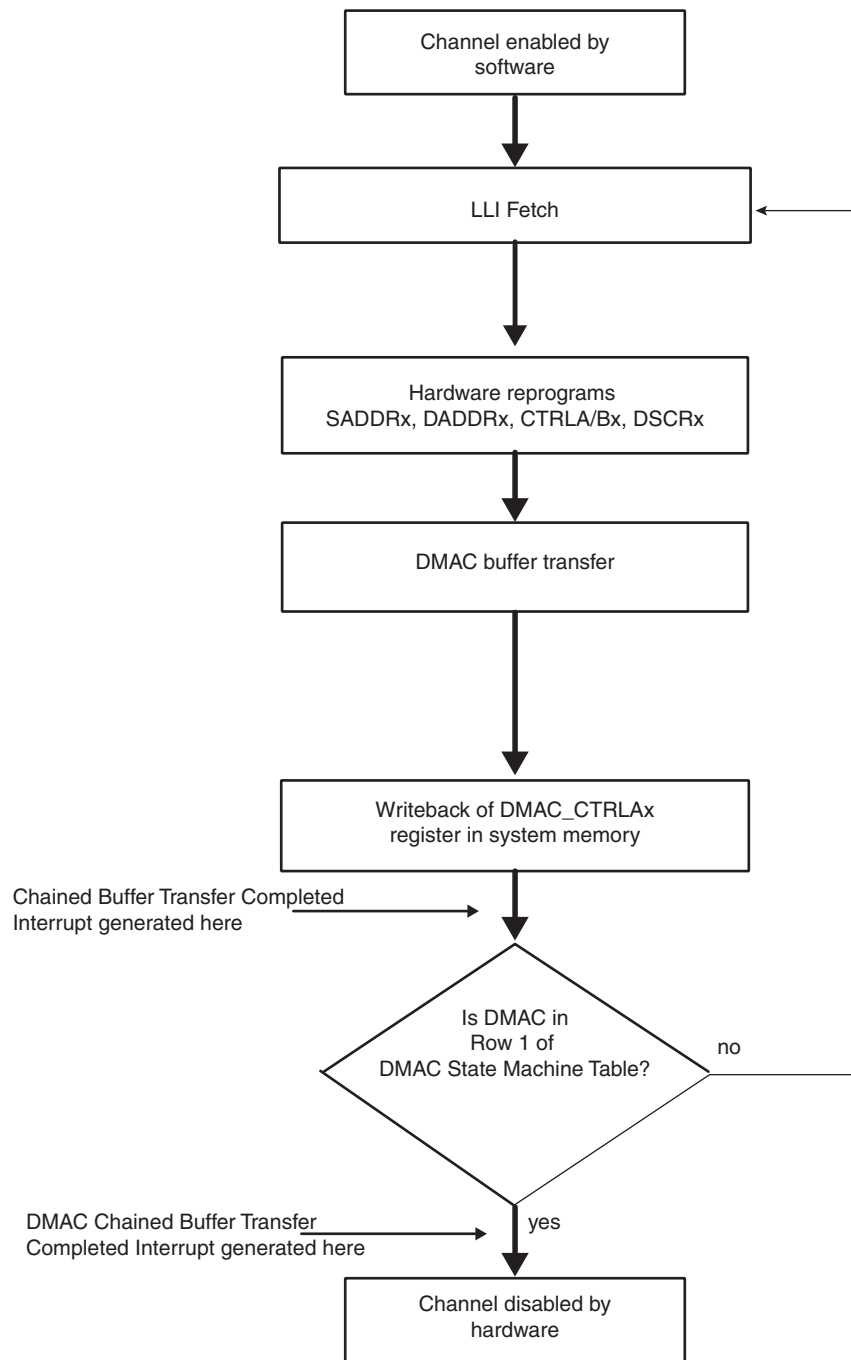 Channel enabled by
software
LLI Fetch
Hardware reprograms
SADDRx, DADDRx, CTRLA/Bx, DSCRx
DMAC buffer transfer
Writeback of DMAC_CTRLAx
register in system memory
Chained Buffer Transfer Completed
Interrupt generated here
Is DMAC in
Row 1 of
DMAC State Machine Table?
no
DMAC Chained Buffer Transfer
Completed Interrupt generated here
yes
Channel disabled by
hardware